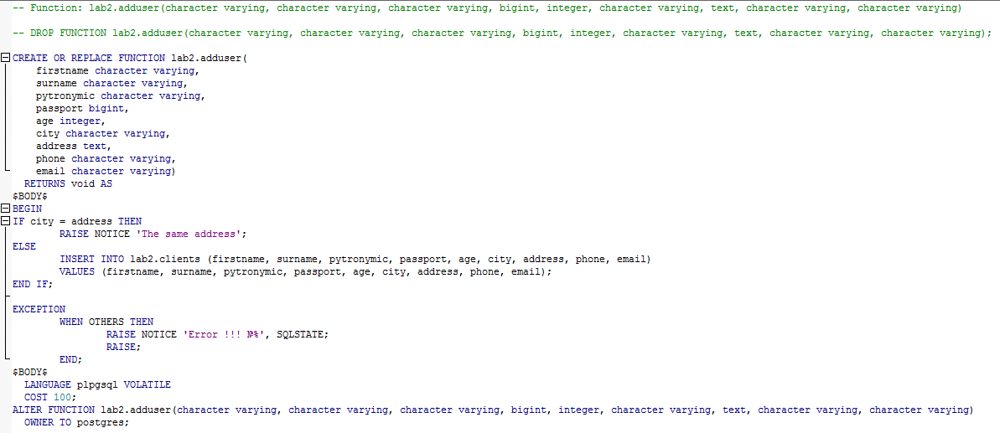 -- Function: lab2.adduser(character varying, character varying, character varying, bigint, integer, character varying, text, character varying, character varying)
-- DROP FUNCTION lab2.adduser(character varying, character varying, character varying, bigint, integer, character varying, text, character varying, character varying);
CREATE OR REPLACE FUNCTION lab2.adduser(
    firstname character varying,
    surname character varying,
    pytronymic character varying,
    passport bigint,
    age integer,
    city character varying,
    address text,
    phone character varying,
    email character varying)
  RETURNS void AS
$BODY$
BEGIN
IF city = address THEN
        RAISE NOTICE 'The same address';
ELSE
        INSERT INTO lab2.clients (firstname, surname, pytronymic, passport, age, city, address, phone, email)
        VALUES (firstname, surname, pytronymic, passport, age, city, address, phone, email);
END IF;
EXCEPTION
        WHEN OTHERS THEN
                RAISE NOTICE 'Error !!! №%', SQLSTATE;
                RAISE;
        END;
$BODY$
  LANGUAGE plpgsql VOLATILE
  COST 100;
ALTER FUNCTION lab2.adduser(character varying, character varying, character varying, bigint, integer, character varying, text, character varying, character varying)
  OWNER TO postgres;